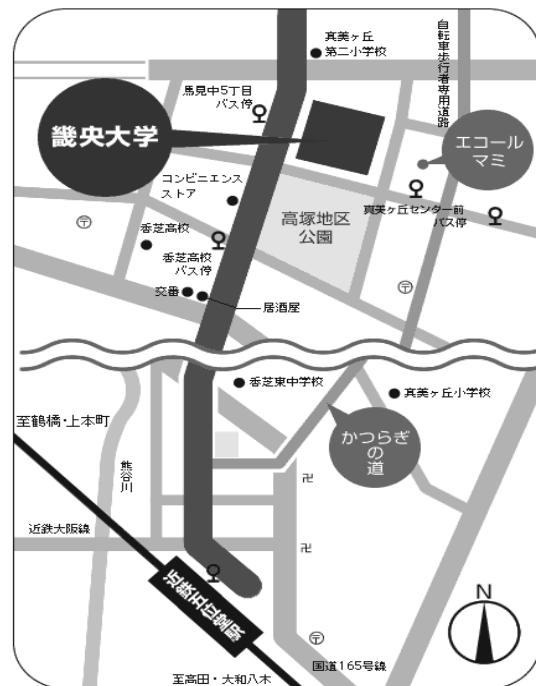 真美ヶ丘
第二小学校
自転車歩行者専用道路
馬見中5丁目
バス停
畿央大学
エコール
マミ
コンビニエンス
ストア
真美ヶ丘センター前
バス停
高塚地区
公園
〒
香芝高校
香芝高校
バス停
〒
交番
居酒屋
香芝東中学校
真美ヶ丘小学校
至鶴橋・上本町
かつらぎ
の道
熊谷川
卍
近鉄大阪線
卍
近鉄五位堂駅
N
〒
国道165号線
至高田・大和八木